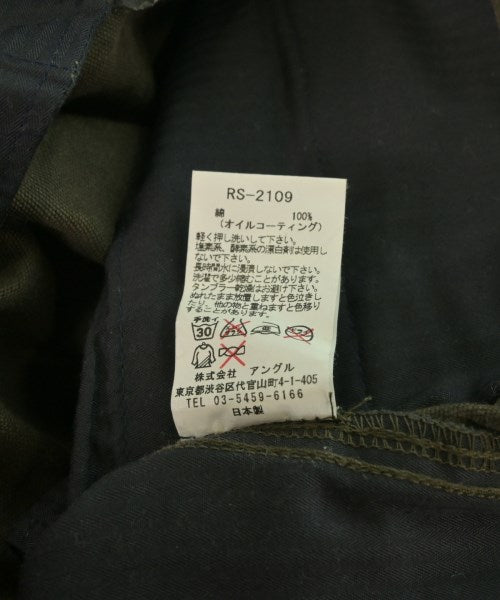 RS-2109
綿 100%
(オイルコーティング)
軽く押し洗いして下さい。
塩素系、酵素系の漂白剤は使用し
ないで下さい。
長時間水に浸漬しないで下さい。
洗濯で多少縮むことがあります。
タンブラー乾燥はお避け下さい。
ぬれたまま放置しますと色泣きし
たり、他の物と重ねますと色移り
することがあります。
手洗イ
30
株式会社 アングル
東京都渋谷区代官山町4-1-405
TEL 03-5459-6166
日本製